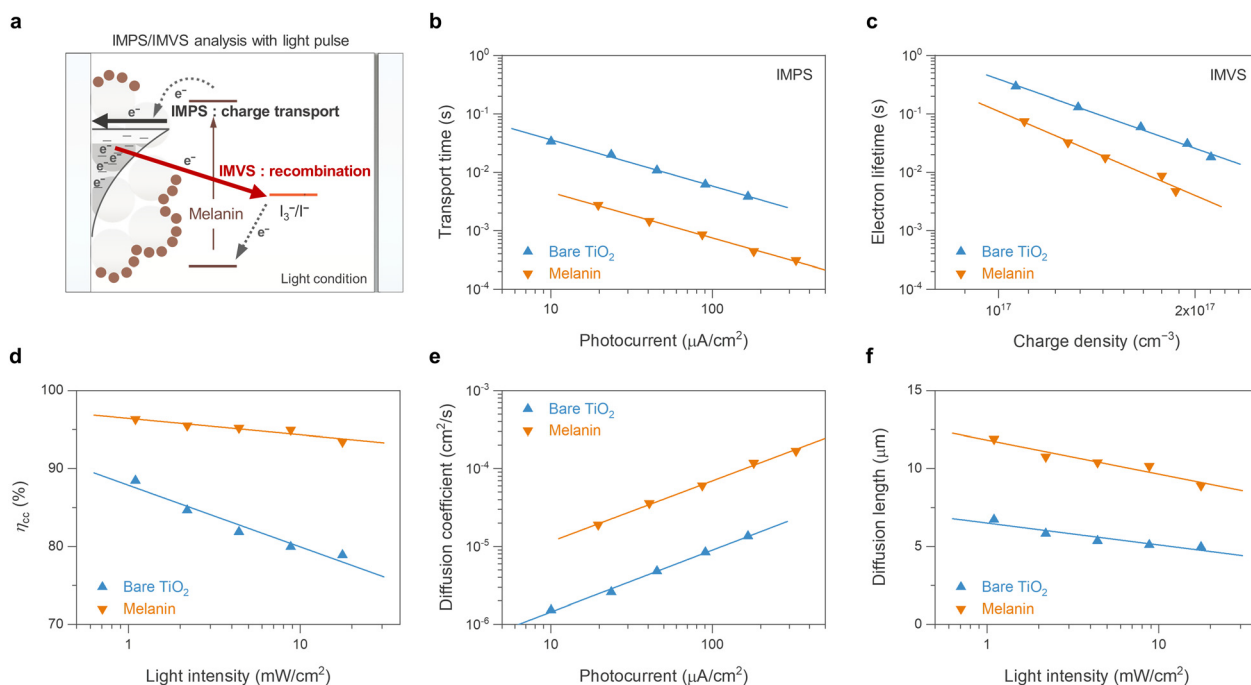 a
IMPS/IMVS analysis with light pulse
e⁻
e⁻
IMPS : charge transport
e⁻
e⁻ e⁻
e⁻
e⁻
IMVS : recombination
I₃⁻/I⁻
Melanin
e⁻
Light condition
b
10⁰
10⁻¹
10⁻²
10⁻³
10⁻⁴
Transport time (s)
IMPS
Bare TiO₂
Melanin
10
100
Photocurrent (μA/cm²)
c
10⁰
10⁻¹
10⁻²
10⁻³
10⁻⁴
Electron lifetime (s)
IMVS
Bare TiO₂
Melanin
10¹⁷
2x10¹⁷
Charge density (cm⁻³)
d
100
90
80
70
ηcc (%)
Bare TiO₂
Melanin
1
10
Light intensity (mW/cm²)
e
10⁻³
10⁻⁴
10⁻⁵
10⁻⁶
Diffusion coefficient (cm²/s)
Bare TiO₂
Melanin
10
100
Photocurrent (μA/cm²)
f
15
10
5
0
Diffusion length (μm)
Bare TiO₂
Melanin
1
10
Light intensity (mW/cm²)